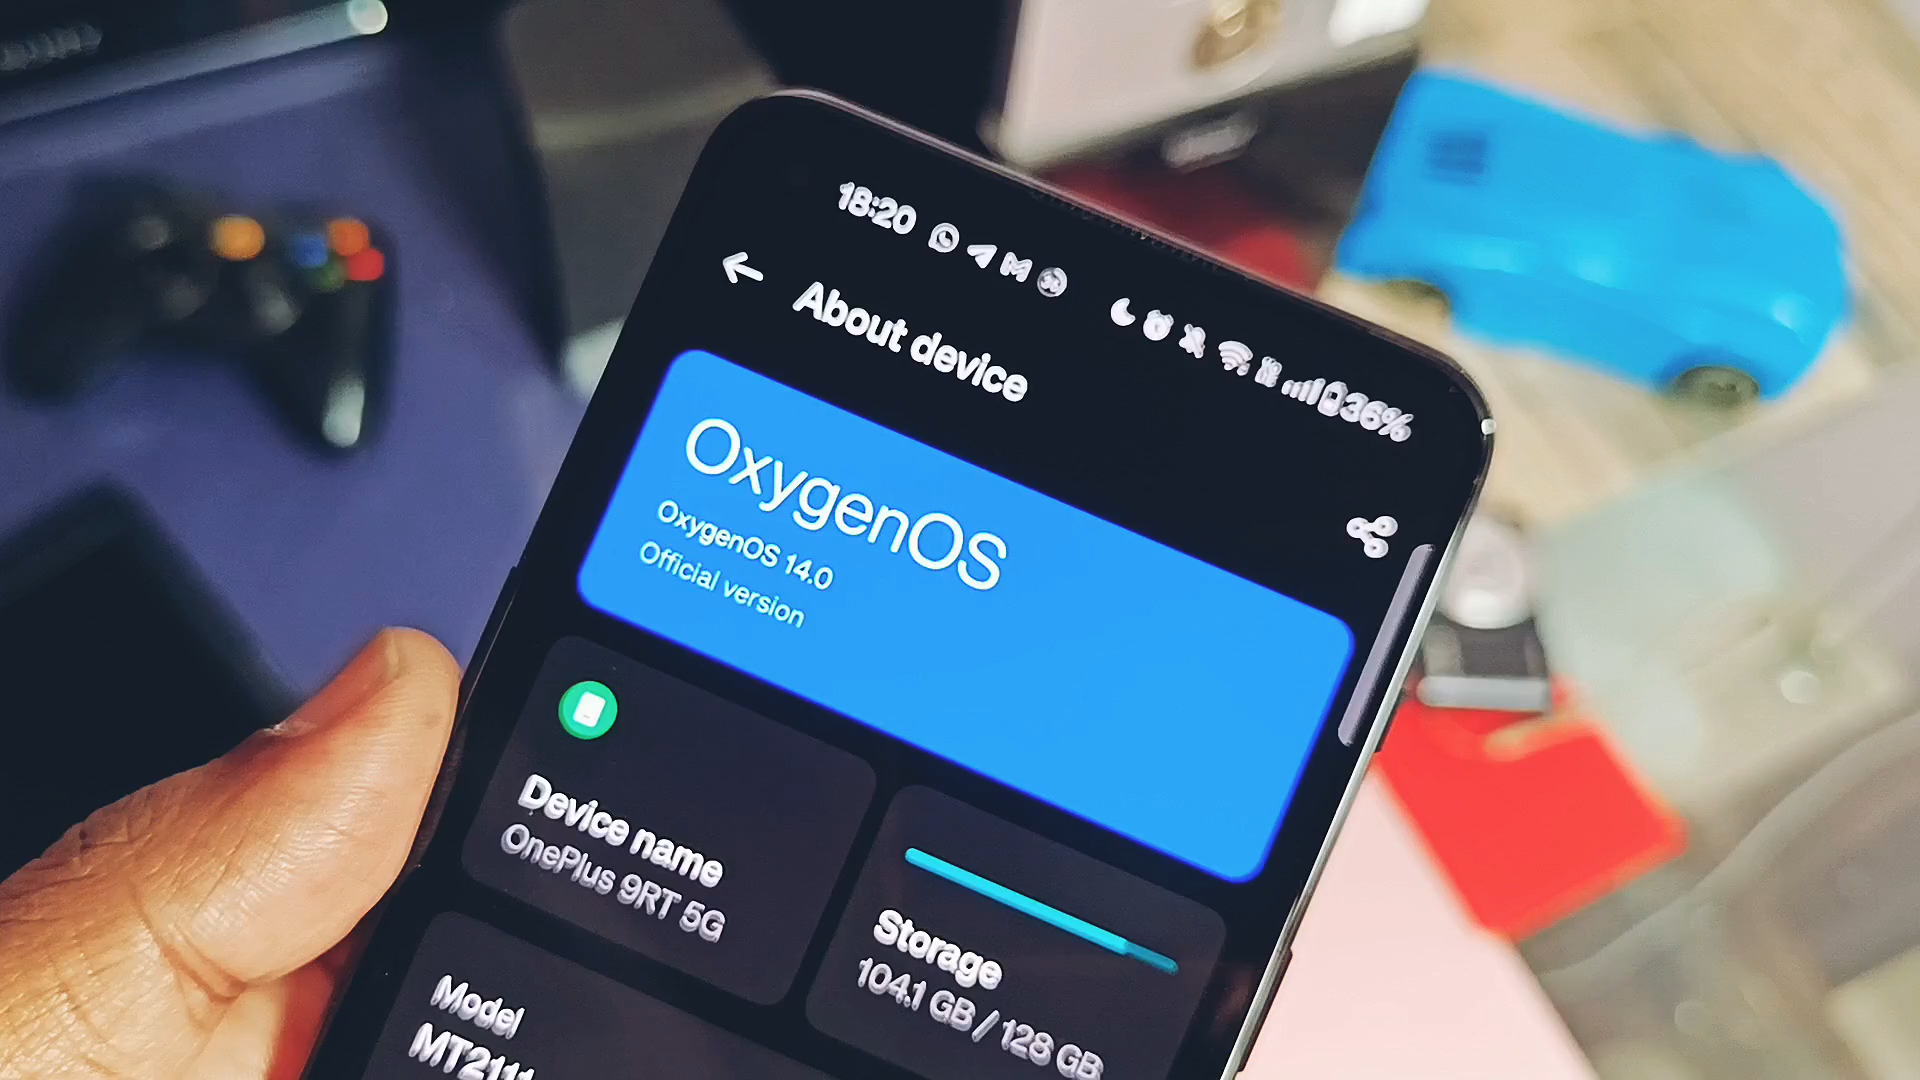 18:20
36%
About device
OxygenOS
OxygenOS 14.0
Official version
Device name
OnePlus 9RT 5G
Storage
104.1 GB / 128 GB
Model
MT2111